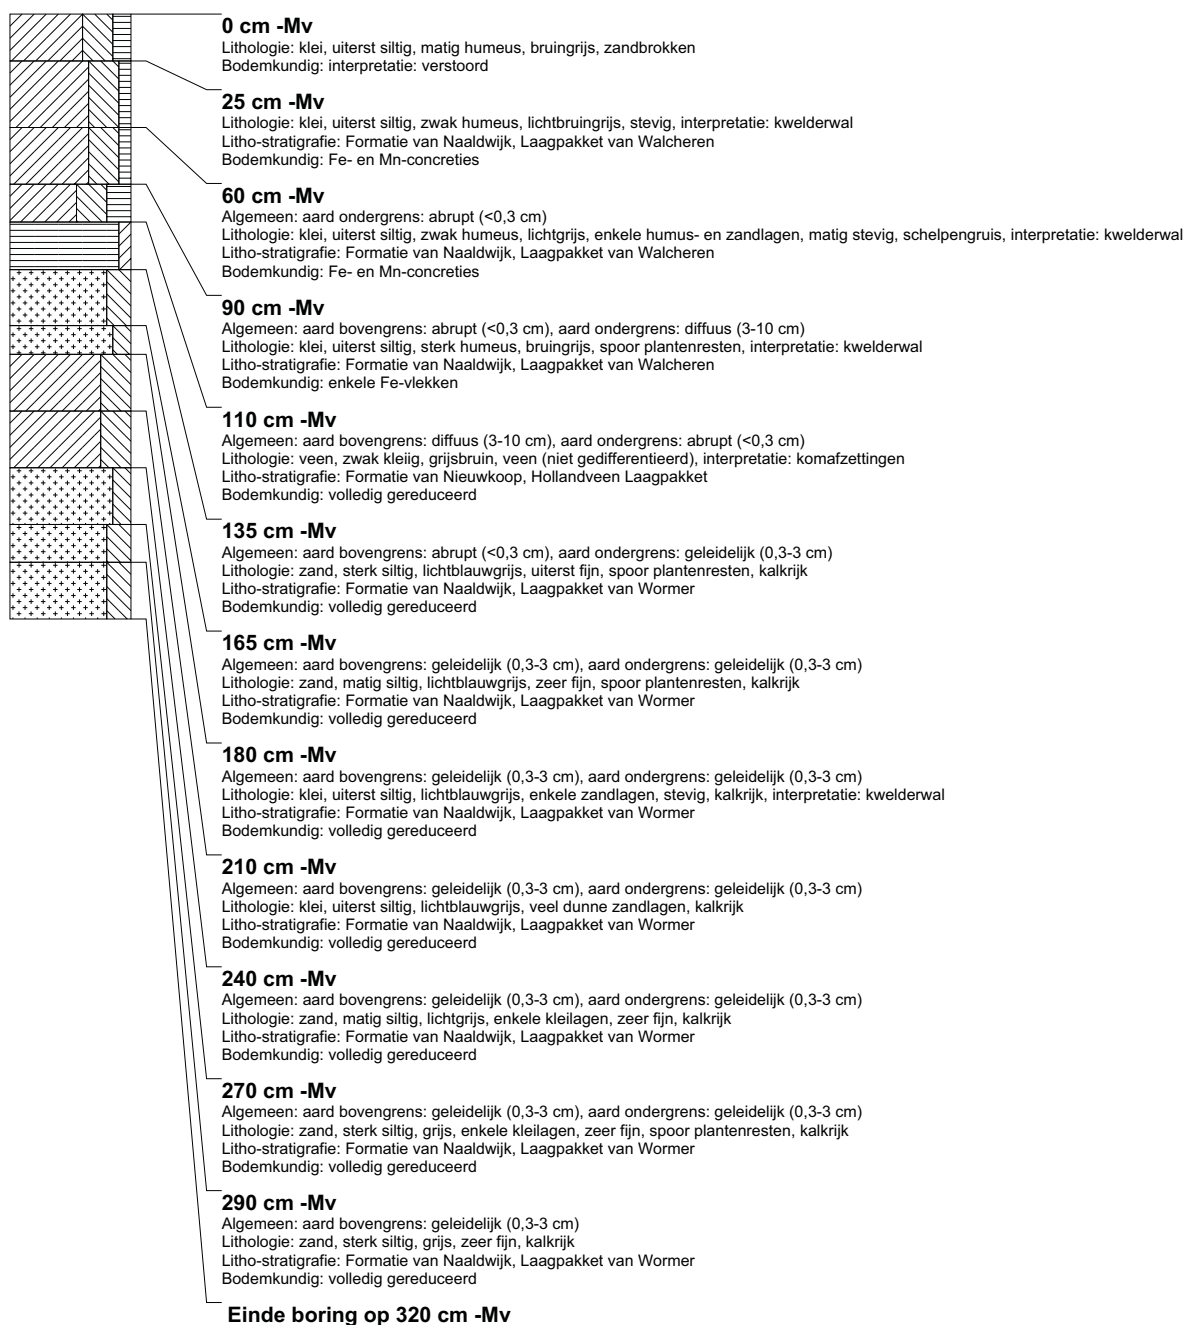 0 cm -Mv
Lithologie: klei, uiterst siltig, matig humeus, bruingrijs, zandbrokken
Bodemkundig: interpretatie: verstoord
25 cm -Mv
Lithologie: klei, uiterst siltig, zwak humeus, lichtbruingrijs, stevig, interpretatie: kwelderwal
Litho-stratigrafie: Formatie van Naaldwijk, Laagpakket van Walcheren
Bodemkundig: Fe- en Mn-concreties
60 cm -Mv
Algemeen: aard ondergrens: abrupt (<0,3 cm)
Lithologie: klei, uiterst siltig, zwak humeus, lichtgrijs, enkele humus- en zandlagen, matig stevig, schelpengruis, interpretatie: kwelderwal
Litho-stratigrafie: Formatie van Naaldwijk, Laagpakket van Walcheren
Bodemkundig: Fe- en Mn-concreties
90 cm -Mv
Algemeen: aard bovengrens: abrupt (<0,3 cm), aard ondergrens: diffuus (3-10 cm)
Lithologie: klei, uiterst siltig, sterk humeus, bruingrijs, spoor plantenresten, interpretatie: kwelderwal
Litho-stratigrafie: Formatie van Naaldwijk, Laagpakket van Walcheren
Bodemkundig: enkele Fe-vlekken
110 cm -Mv
Algemeen: aard bovengrens: diffuus (3-10 cm), aard ondergrens: abrupt (<0,3 cm)
Lithologie: veen, zwak kleiig, grijsbruin, veen (niet gedifferentieerd), interpretatie: komafzettingen
Litho-stratigrafie: Formatie van Nieuwkoop, Hollandveen Laagpakket
Bodemkundig: volledig gereduceerd
135 cm -Mv
Algemeen: aard bovengrens: abrupt (<0,3 cm), aard ondergrens: geleidelijk (0,3-3 cm)
Lithologie: zand, sterk siltig, lichtblauwgrijs, uiterst fijn, spoor plantenresten, kalkrijk
Litho-stratigrafie: Formatie van Naaldwijk, Laagpakket van Wormer
Bodemkundig: volledig gereduceerd
165 cm -Mv
Algemeen: aard bovengrens: geleidelijk (0,3-3 cm), aard ondergrens: geleidelijk (0,3-3 cm)
Lithologie: zand, matig siltig, lichtblauwgrijs, zeer fijn, spoor plantenresten, kalkrijk
Litho-stratigrafie: Formatie van Naaldwijk, Laagpakket van Wormer
Bodemkundig: volledig gereduceerd
180 cm -Mv
Algemeen: aard bovengrens: geleidelijk (0,3-3 cm), aard ondergrens: geleidelijk (0,3-3 cm)
Lithologie: klei, uiterst siltig, lichtblauwgrijs, enkele zandlagen, stevig, kalkrijk, interpretatie: kwelderwal
Litho-stratigrafie: Formatie van Naaldwijk, Laagpakket van Wormer
Bodemkundig: volledig gereduceerd
210 cm -Mv
Algemeen: aard bovengrens: geleidelijk (0,3-3 cm), aard ondergrens: geleidelijk (0,3-3 cm)
Lithologie: klei, uiterst siltig, lichtblauwgrijs, veel dunne zandlagen, kalkrijk
Litho-stratigrafie: Formatie van Naaldwijk, Laagpakket van Wormer
Bodemkundig: volledig gereduceerd
240 cm -Mv
Algemeen: aard bovengrens: geleidelijk (0,3-3 cm), aard ondergrens: geleidelijk (0,3-3 cm)
Lithologie: zand, matig siltig, lichtgrijs, enkele kleilagen, zeer fijn, kalkrijk
Litho-stratigrafie: Formatie van Naaldwijk, Laagpakket van Wormer
Bodemkundig: volledig gereduceerd
270 cm -Mv
Algemeen: aard bovengrens: geleidelijk (0,3-3 cm), aard ondergrens: geleidelijk (0,3-3 cm)
Lithologie: zand, sterk siltig, grijs, enkele kleilagen, zeer fijn, spoor plantenresten, kalkrijk
Litho-stratigrafie: Formatie van Naaldwijk, Laagpakket van Wormer
Bodemkundig: volledig gereduceerd
290 cm -Mv
Algemeen: aard bovengrens: geleidelijk (0,3-3 cm)
Lithologie: zand, sterk siltig, grijs, zeer fijn, kalkrijk
Litho-stratigrafie: Formatie van Naaldwijk, Laagpakket van Wormer
Bodemkundig: volledig gereduceerd
Einde boring op 320 cm -Mv